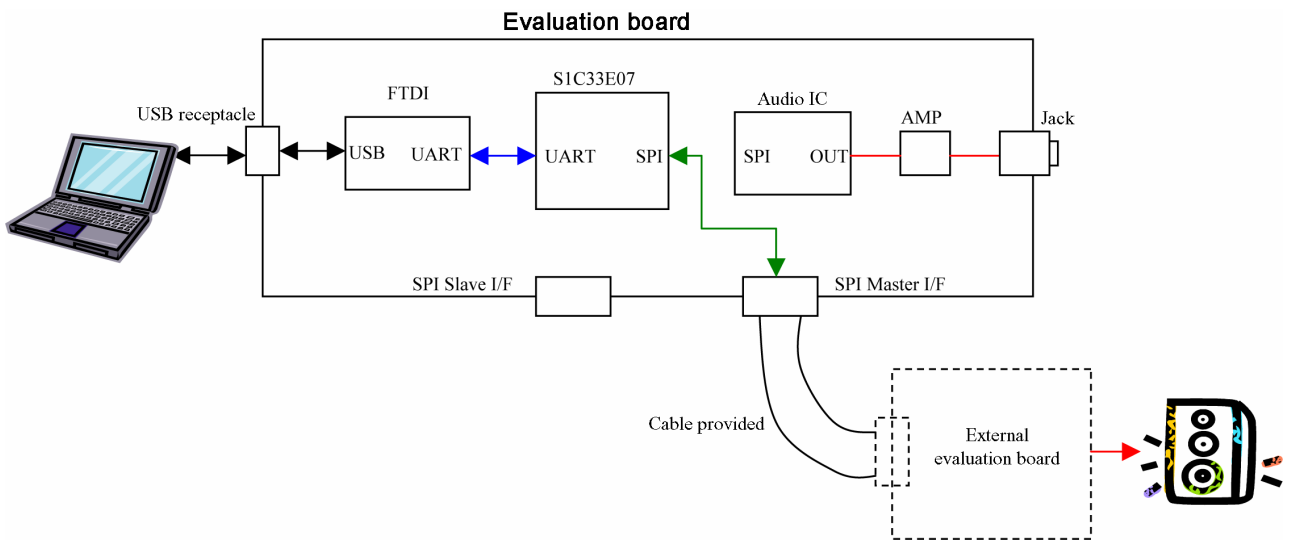 Evaluation board
S1C33E07
FTDI
Audio IC
USB receptacle
AMP
Jack
USB UART
UART SPI
SPI OUT
SPI Slave I/F
SPI Master I/F
Cable provided
External
evaluation board